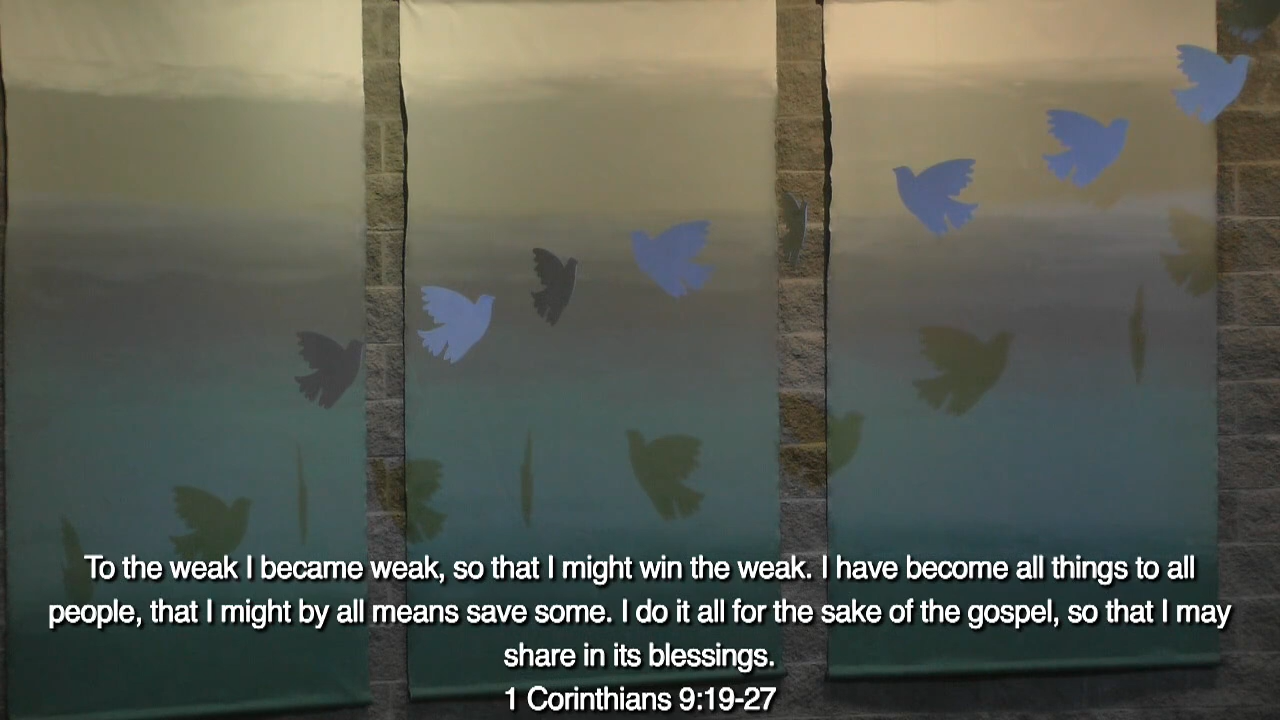 To the weak I became weak, so that I might win the weak. I have become all things to all
people, that I might by all means save some. I do it all for the sake of the gospel, so that I may
share in its blessings.
1 Corinthians 9:19-27